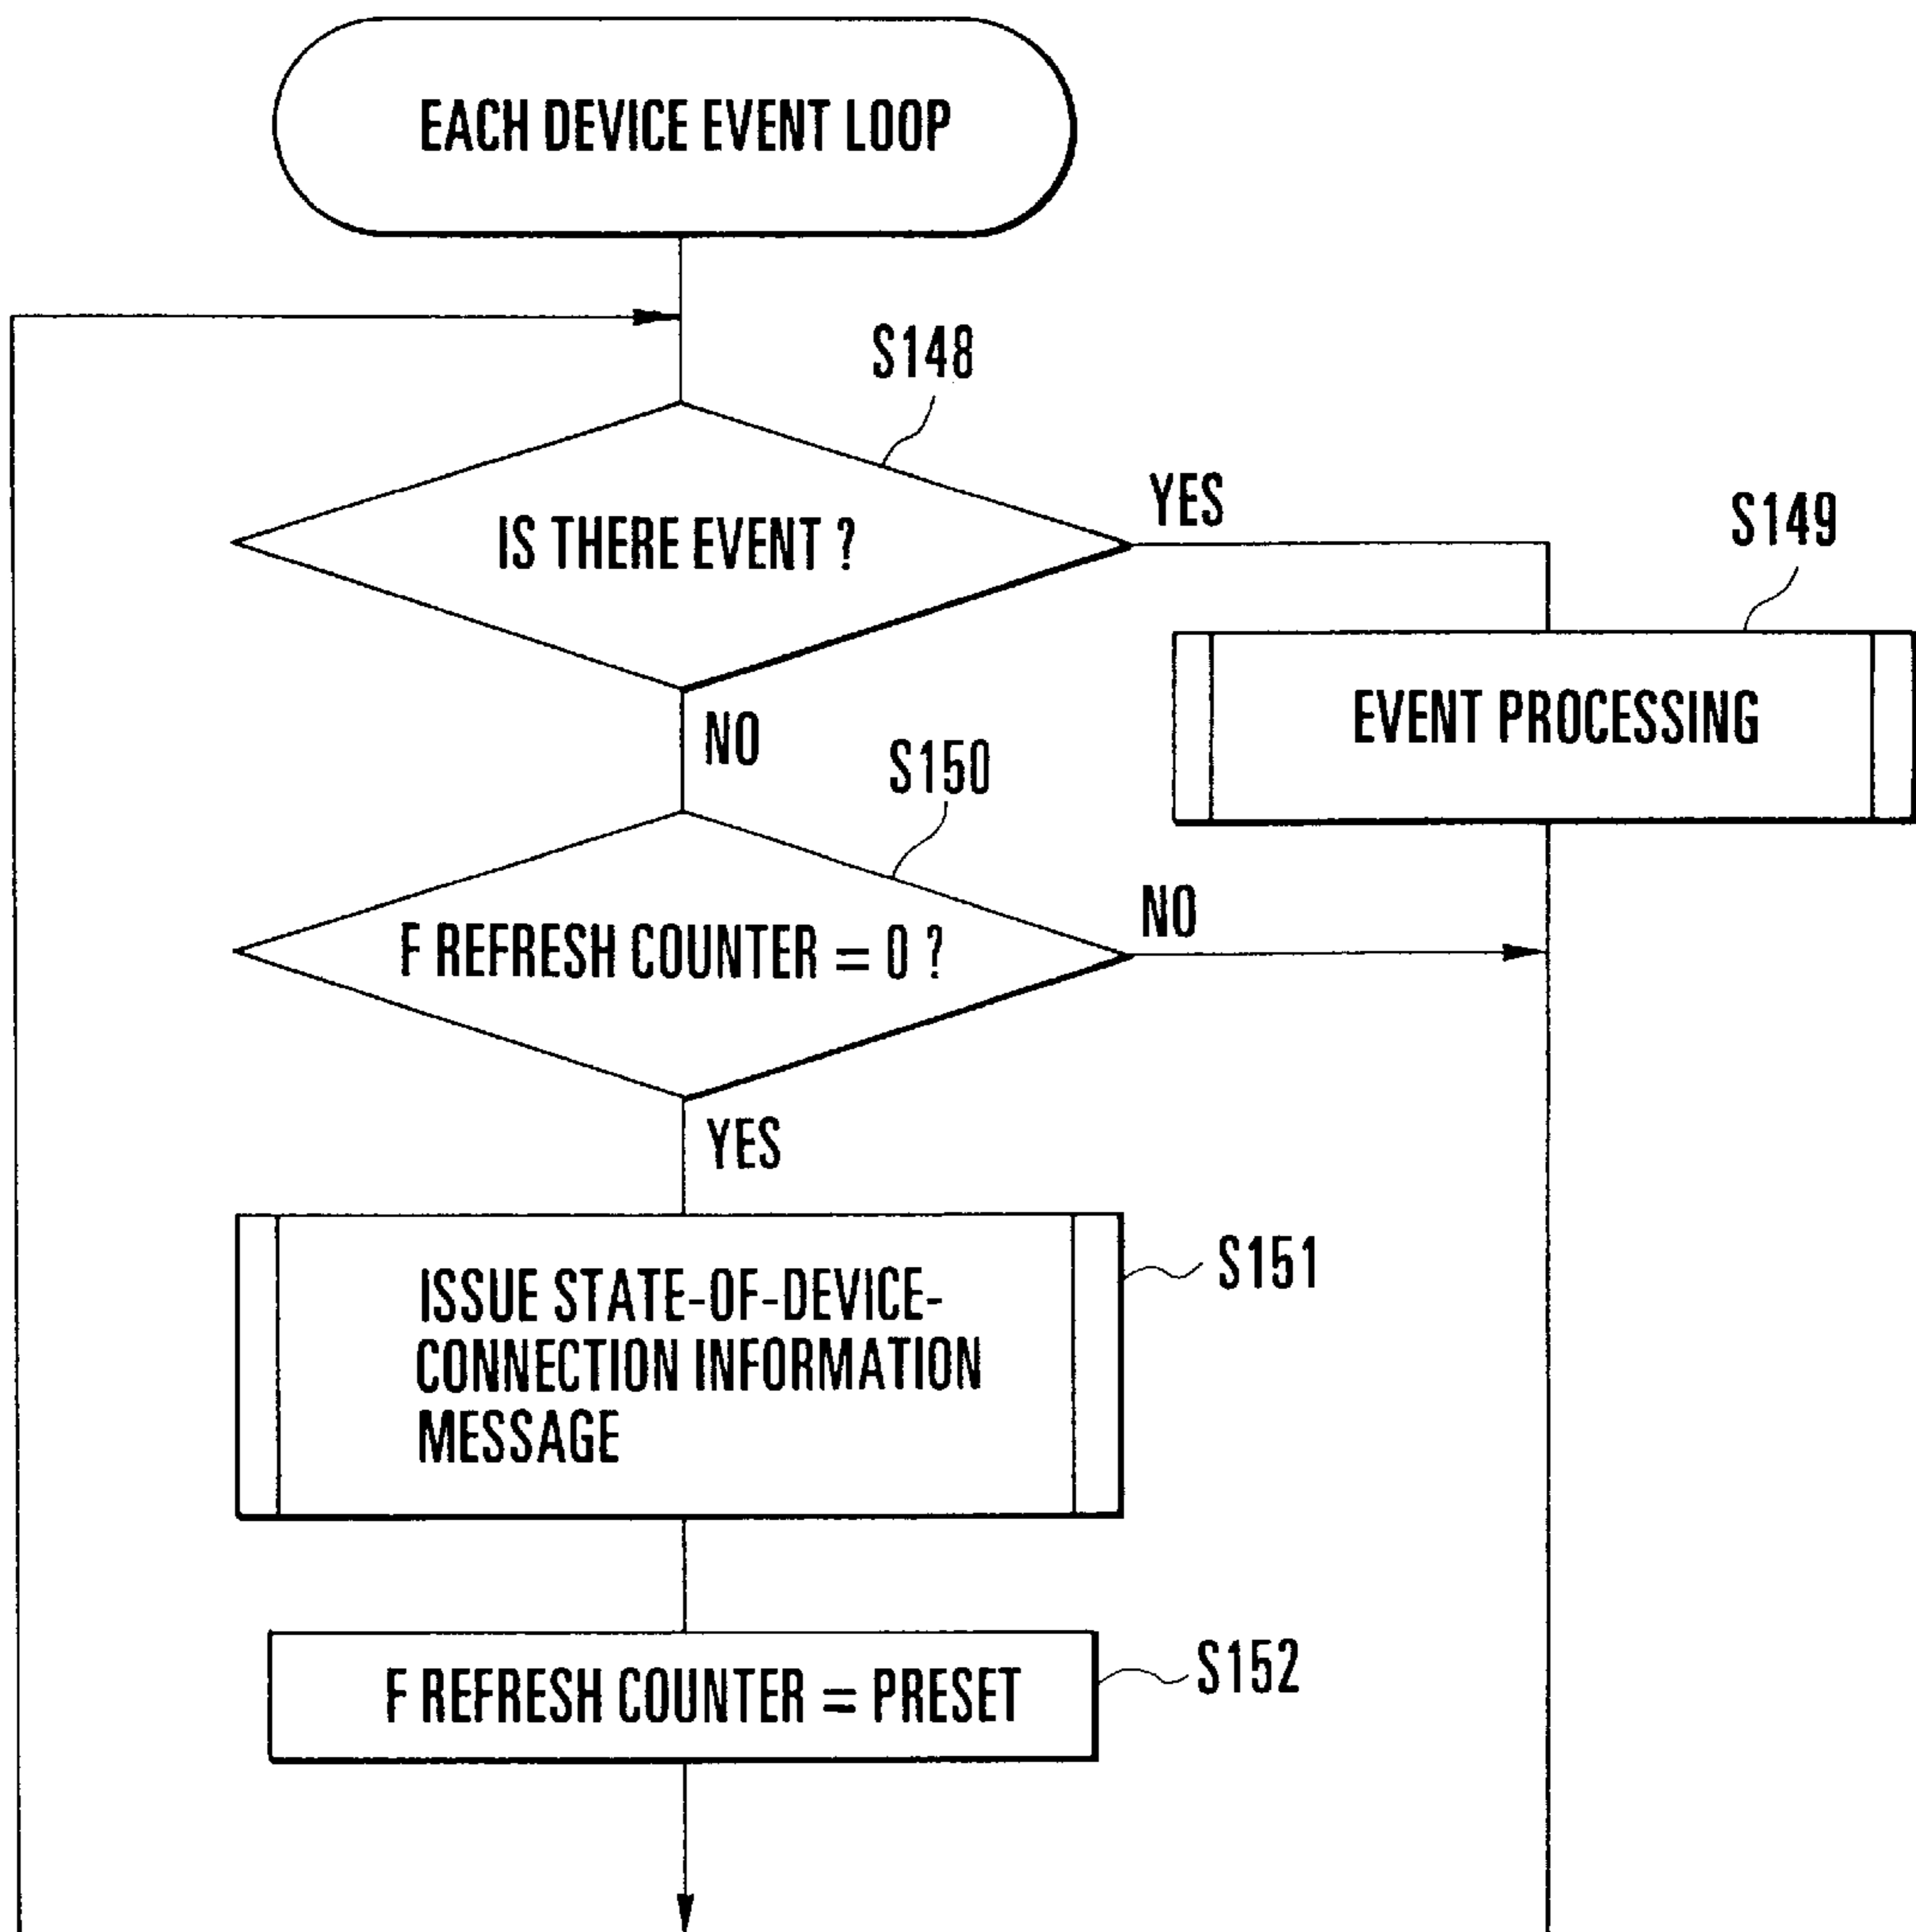 EACH DEVICE EVENT LOOP
S148
IS THERE EVENT ?
YES
S149
EVENT PROCESSING
NO
S150
F REFRESH COUNTER = 0 ?
NO
YES
ISSUE STATE-OF-DEVICE-
CONNECTION INFORMATION
MESSAGE
S151
F REFRESH COUNTER = PRESET
S152